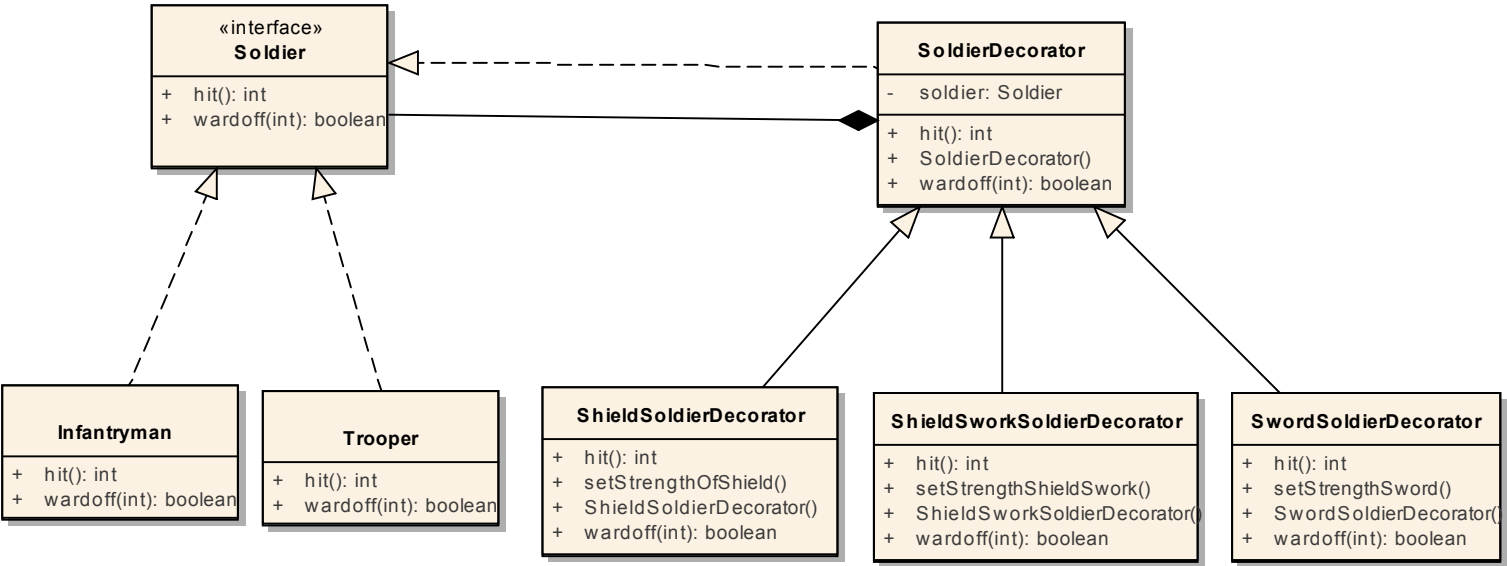 «interface»
Soldier
+ hit(): int
+ wardoff(int): boolean
SoldierDecorator
- soldier: Soldier
+ hit(): int
+ SoldierDecorator()
+ wardoff(int): boolean
Infantryman
+ hit(): int
+ wardoff(int): boolean
Trooper
+ hit(): int
+ wardoff(int): boolean
ShieldSoldierDecorator
+ hit(): int
+ setStrengthOfShield()
+ ShieldSoldierDecorator()
+ wardoff(int): boolean
ShieldSworkSoldierDecorator
+ hit(): int
+ setStrengthShieldSwork()
+ ShieldSworkSoldierDecorator()
+ wardoff(int): boolean
SwordSoldierDecorator
+ hit(): int
+ setStrengthSword()
+ SwordSoldierDecorator()
+ wardoff(int): boolean